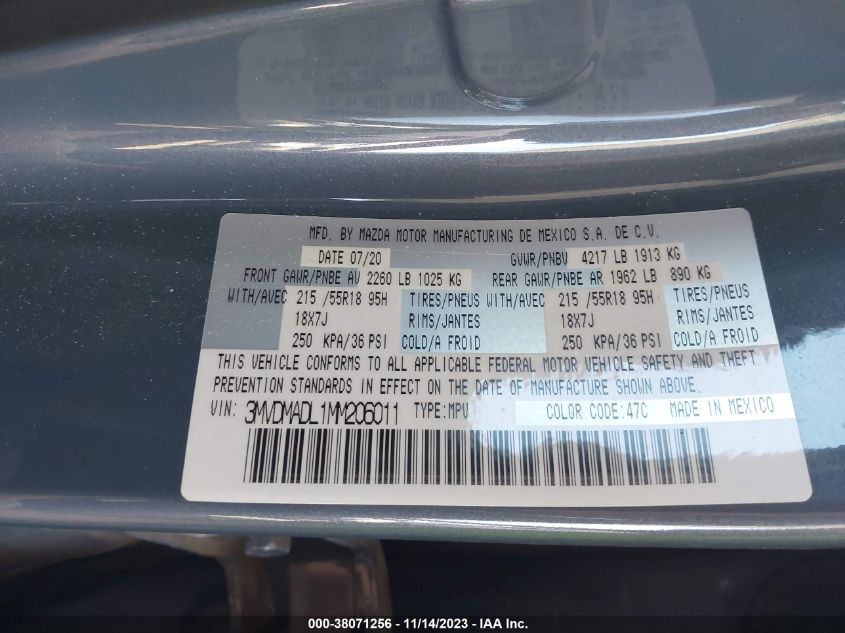 MFD. BY MAZDA MOTOR MANUFACTURING DE MEXICO S.A. DE C.V.
DATE 07/20 GVWR/PNBV 4217 LB 1913 KG
FRONT GAWR/PNBE AV 2260 LB 1025 KG REAR GAWR/PNBE AR 1962 LB 890 KG
WITH/AVEC 215 /55R18 95H TIRES/PNEUS WITH/AVEC 215 /55R18 95H TIRES/PNEUS
18X7J RIMS/JANTES 18X7J RIMS/JANTES
250 KPA/36 PSI COLD/A FROID 250 KPA/36 PSI COLD/A FROID
THIS VEHICLE CONFORMS TO ALL APPLICABLE FEDERAL MOTOR VEHICLE SAFETY AND THEFT
PREVENTION STANDARDS IN EFFECT ON THE DATE OF MANUFACTURE SHOWN ABOVE.
VIN: 3MVDMADL1MM206011 TYPE:MPV COLOR CODE:47C MADE IN MEXICO
000-38071256 - 11/14/2023 - IAA Inc.